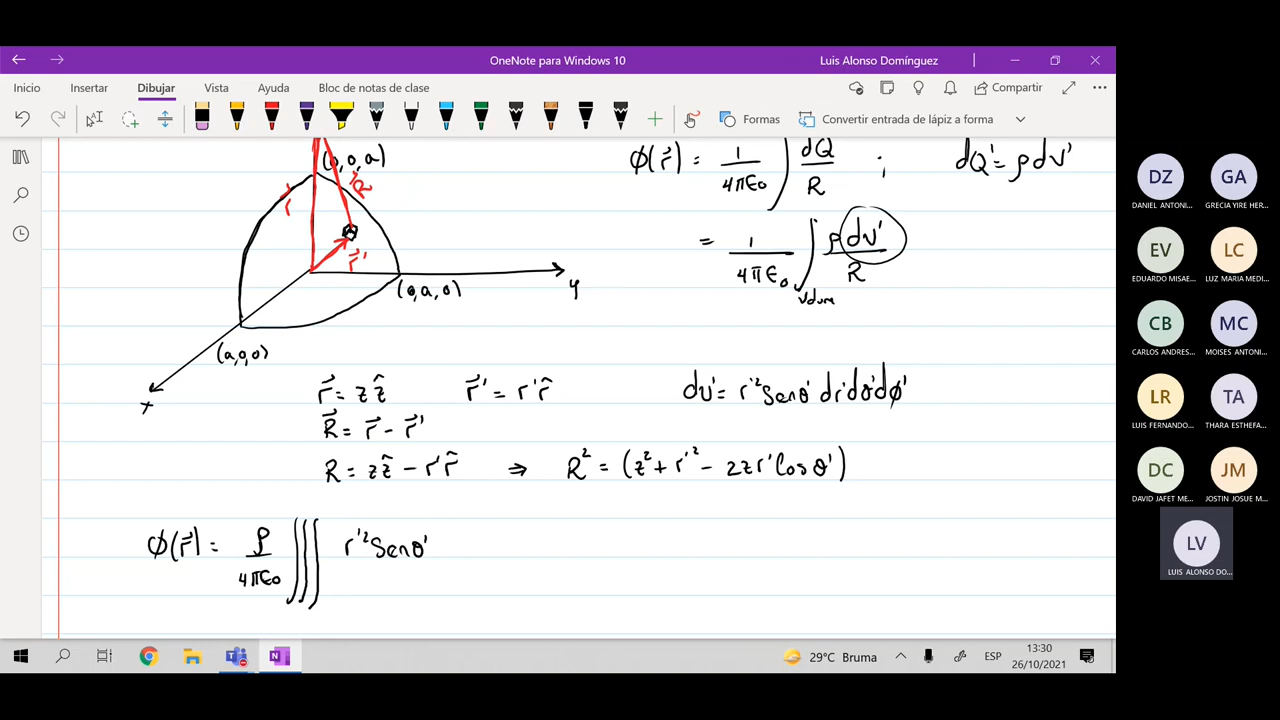 OneNote para Windows 10
Luis Alonso Domínguez
Inicio Insertar Dibujar Vista Ayuda Bloc de notas de clase
Compartir
Formas Convertir entrada de lápiz a forma
(0,0,a)
R⃗
r⃗
r⃗'
(0,a,0)
y
(a,0,0)
x
ϕ(r⃗) = 1/4πε₀ ∫ dQ/R ; dQ' = ρdv'
= 1/4πε₀ ∫volume ρdv'/R
r⃗ = zẑ r⃗' = r'r̂ dv' = r'²Senθ' dr'dθ'dϕ'
R⃗ = r⃗ - r⃗'
R = zẑ - r'r̂ ⇒ R² = (z² + r'² - 2zr'Cosθ')
ϕ(r⃗) = ρ/4πε₀ ∭ r'²Senθ'
DZ GA
DANIEL ANTONI... GRECIA YIRE HER...
EV LC
EDUARDO MISAE... LUZ MARIA MEDI...
CB MC
CARLOS ANDRES... MOISES ANTONI...
LR TA
LUIS FERNANDO... THARA ESTHEFA...
DC JM
DAVID JAFET ME... JOSTIN JOSUE M...
LV
LUIS ALONSO DO...
29°C Bruma
ESP
13:30
26/10/2021